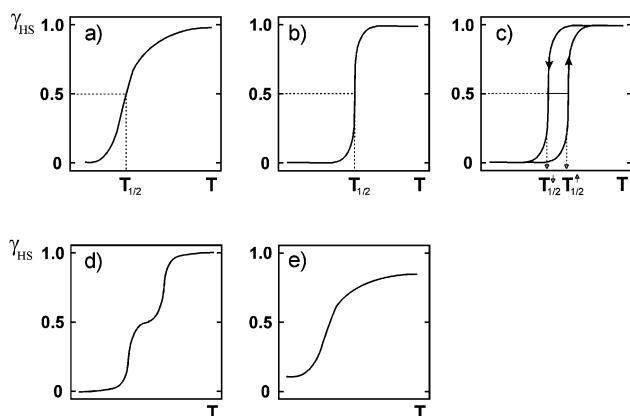 γHS 1.0 a) 1.0 b) 1.0 c)
0.5 0.5 0.5
0 0 0
T1/2 T T1/2 T T1/2↓ T1/2↑ T
γHS 1.0 d) 1.0 e)
0.5 0.5
0 0
T T